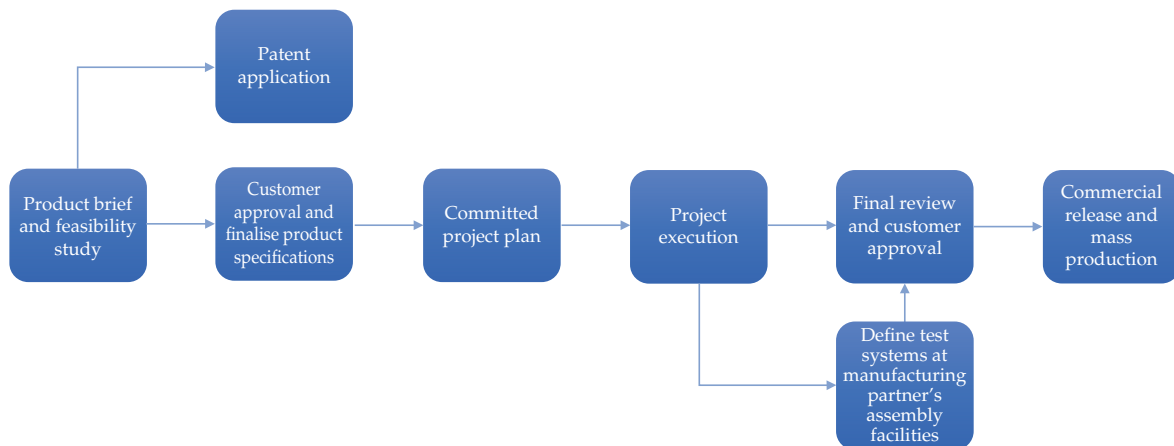 Patent
application
Product brief
and feasibility
study
Customer
approval and
finalise product
specifications
Committed
project plan
Project
execution
Final review
and customer
approval
Commercial
release and
mass
production
Define test
systems at
manufacturing
partner’s
assembly
facilities